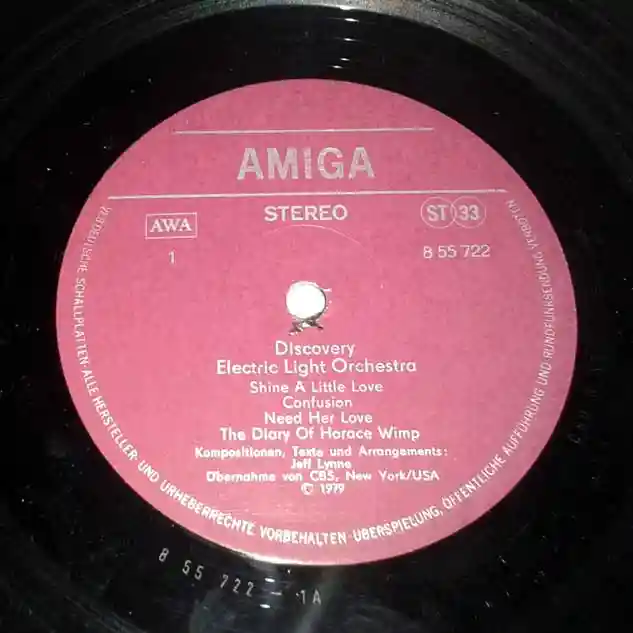 AMIGA
STEREO
ST 33
AWA
1
8 55 722
Discovery
Electric Light Orchestra
Shine A Little Love
Confusion
Need Her Love
The Diary Of Horace Wimp
Kompositionen, Texte und Arrangements:
Jeff Lynne
Übernahme von CBS, New York/USA
© 1979
VEB DEUTSCHE SCHALLPLATTEN·ALLE HERSTELLER- UND URHEBERRECHTE VORBEHALTEN·ÜBERSPIELUNG, ÖFFENTLICHE AUFFÜHRUNG UND RUNDFUNKSENDUNG VERBOTEN
8 55 722 - 1A